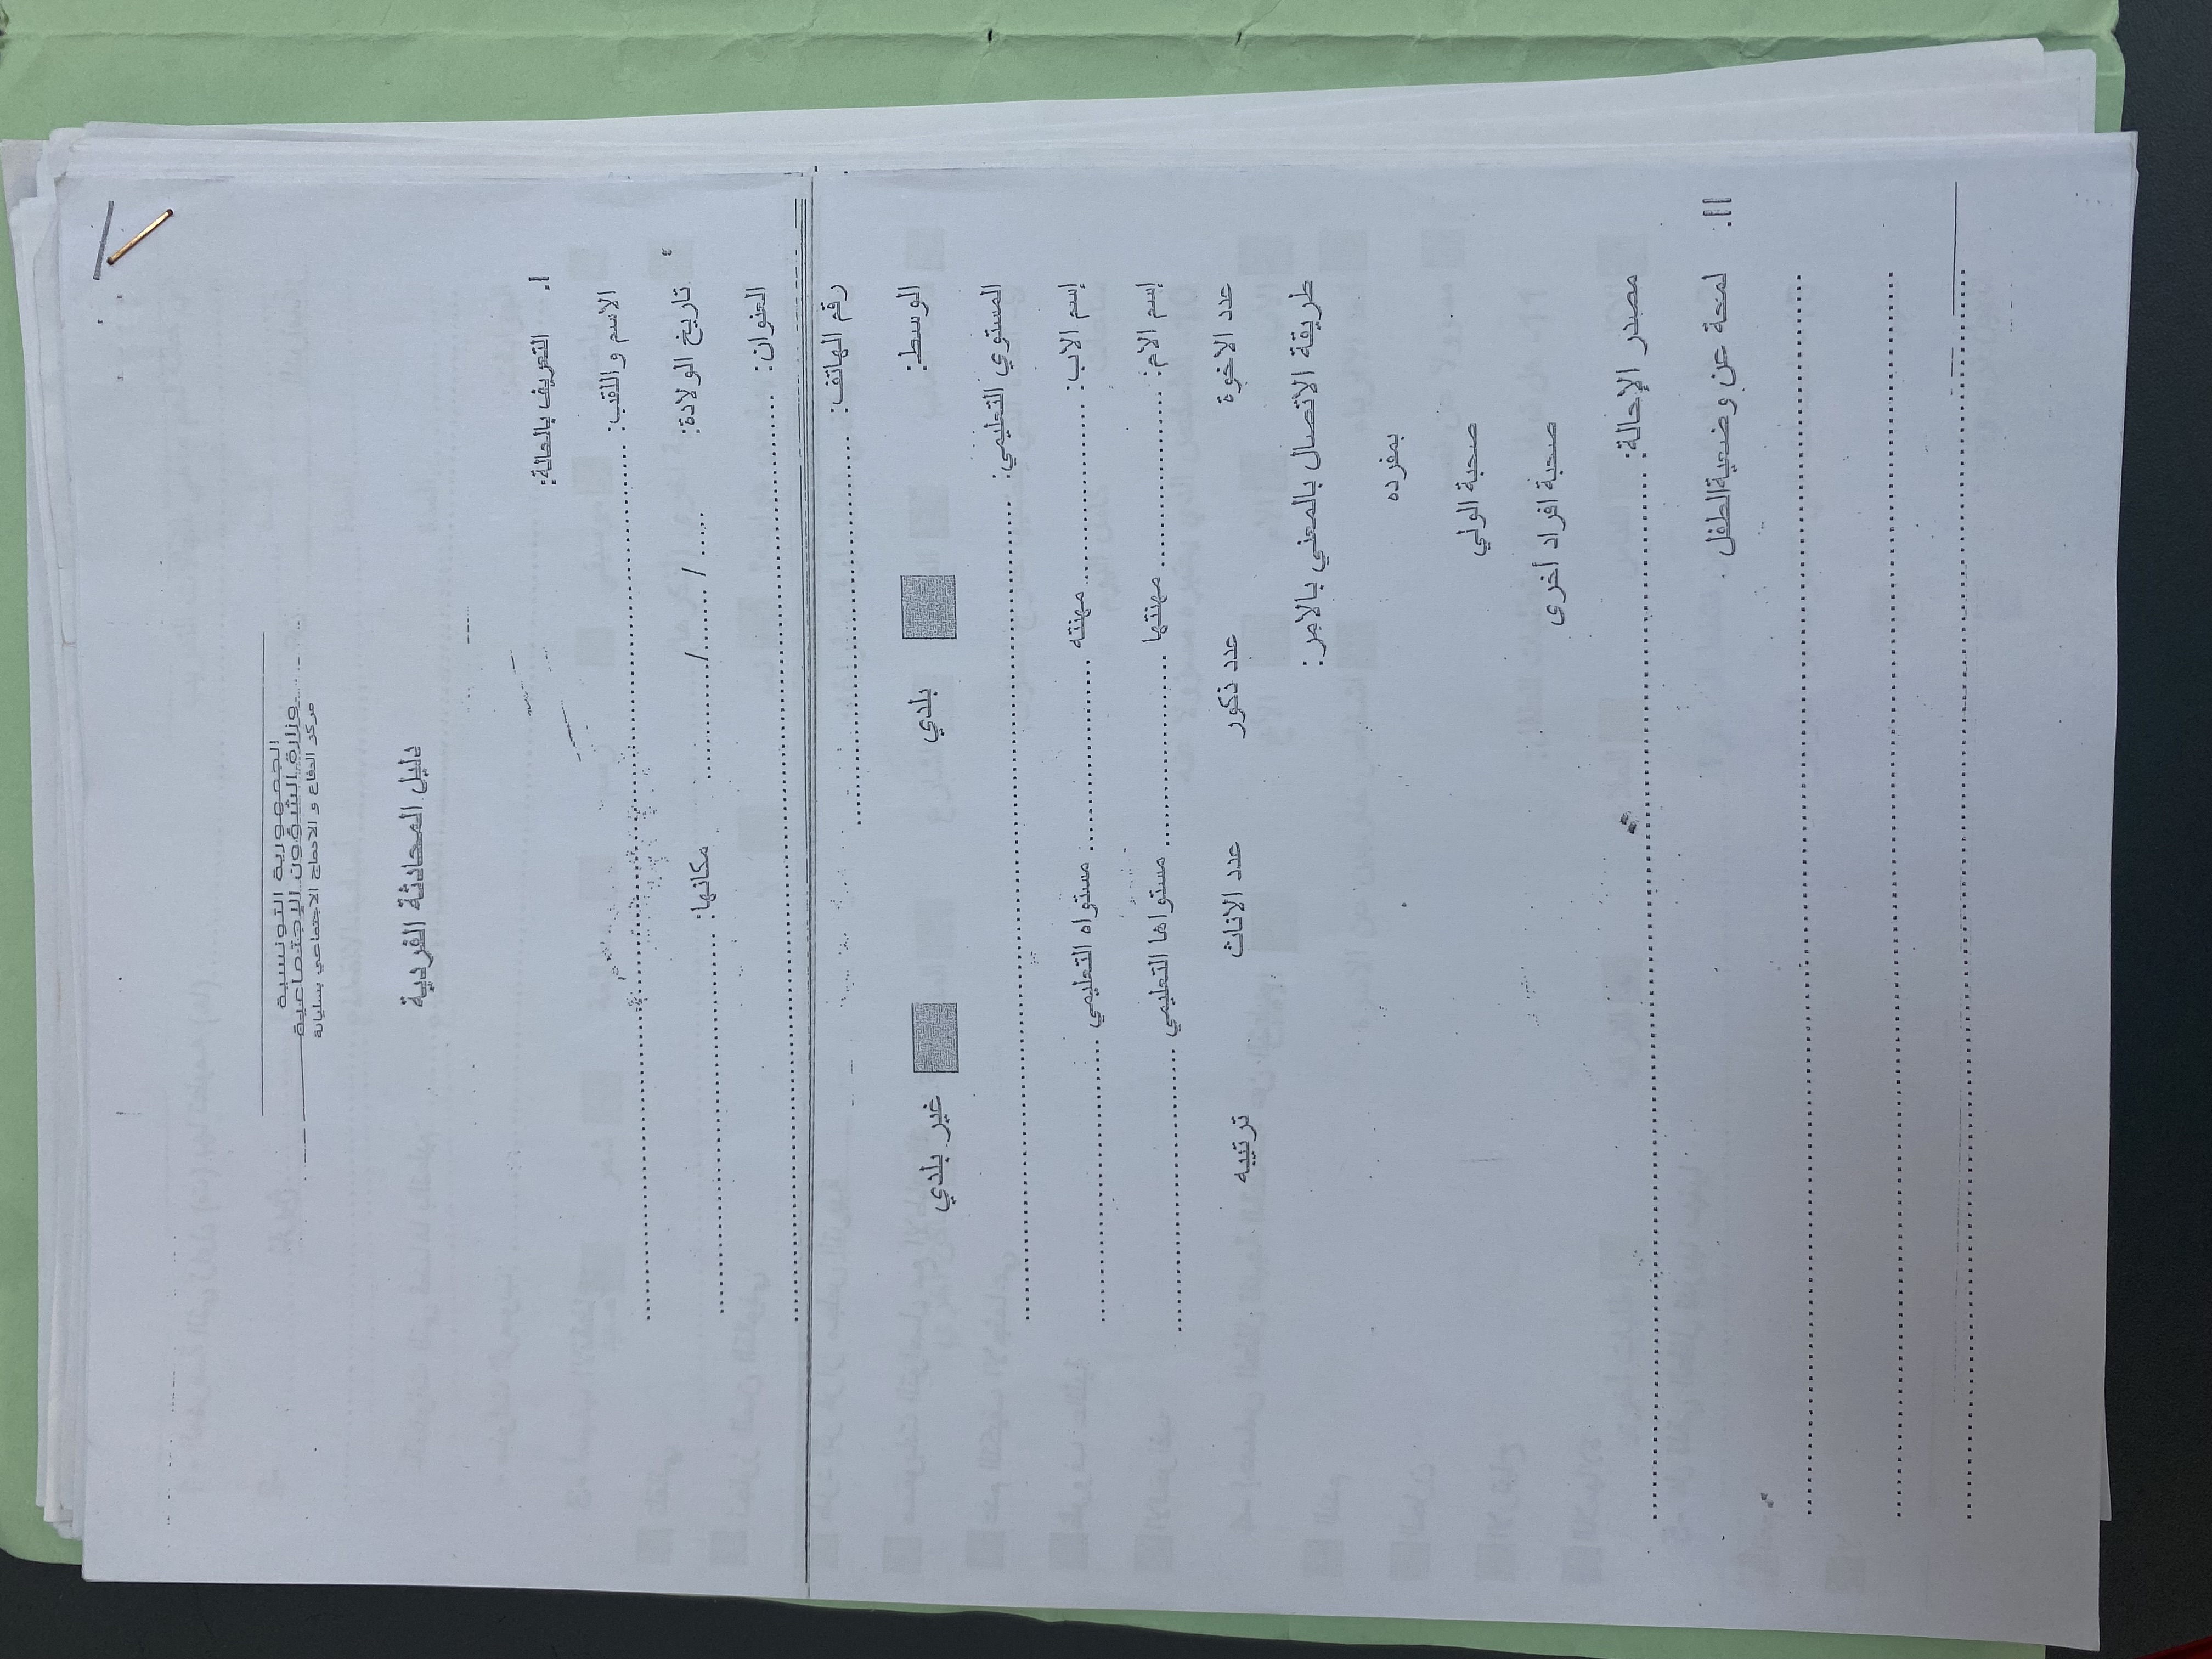 الجمهورية التونسية
وزارة الشؤون الإجتماعية
مركز الدفاع و الادماج الاجتماعي بسليانة
دليل المحادثة الفردية
I. التعريف بالحالة:
الاسم واللقب: ........................................
تاريخ الولادة: ..... / ......./............. مكانها: ..............................
العنوان: ........................................
رقم الهاتف: ........................................
الوسط: بلدي غير بلدي
المستوي التعليمي: ........................................
إسم الاب: .................... مهنته .................... مستواه التعليمي ....................
إسم الام: .................... مهنتها .................... مستواها التعليمي ....................
عدد الاخوة عدد ذكور عدد الاناث ترتيبه
طريقة الاتصال بالمعني بالامر:
بمفرده
صحبة الولي
صحبة افراد أخرى
مصدر الإحالة: ........................................
II. لمحة عن وضعية الطفل
........................................
........................................
........................................